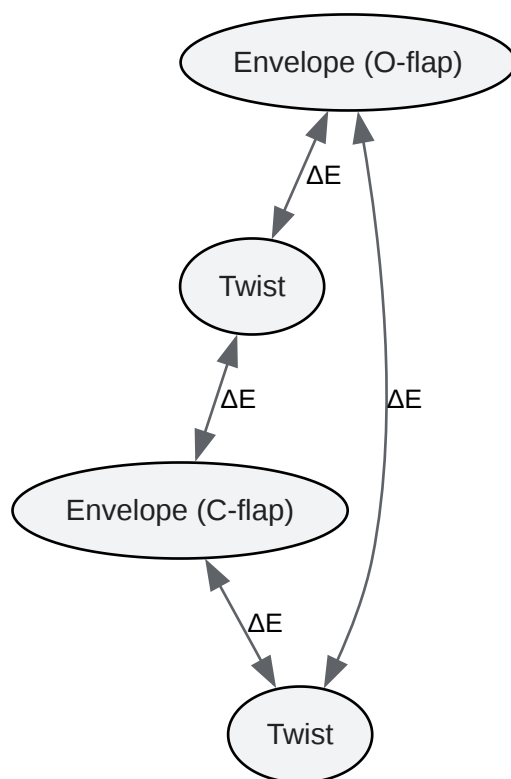 Envelope (O-flap)
ΔE
Twist
ΔE
ΔE
Envelope (C-flap)
ΔE
Twist